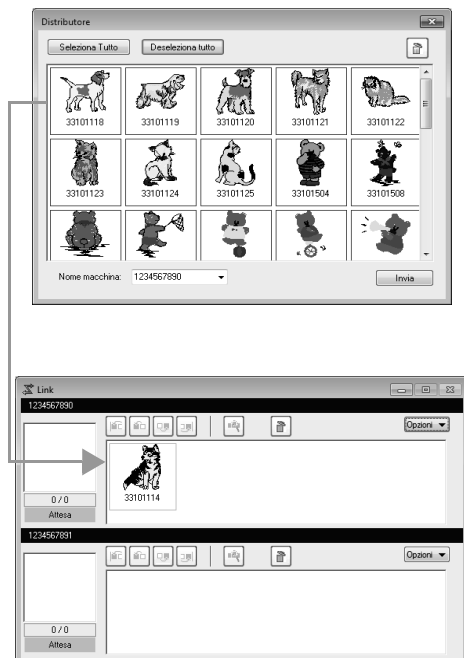 Distributore
Seleziona Tutto Deseleziona tutto
33101118 33101119 33101120 33101121 33101122
33101123 33101124 33101125 33101504 33101508
Nome macchina: 1234567890 Invia
Link
1234567890
Opzioni
33101114
0 / 0
Attesa
1234567891
Opzioni
0 / 0
Attesa